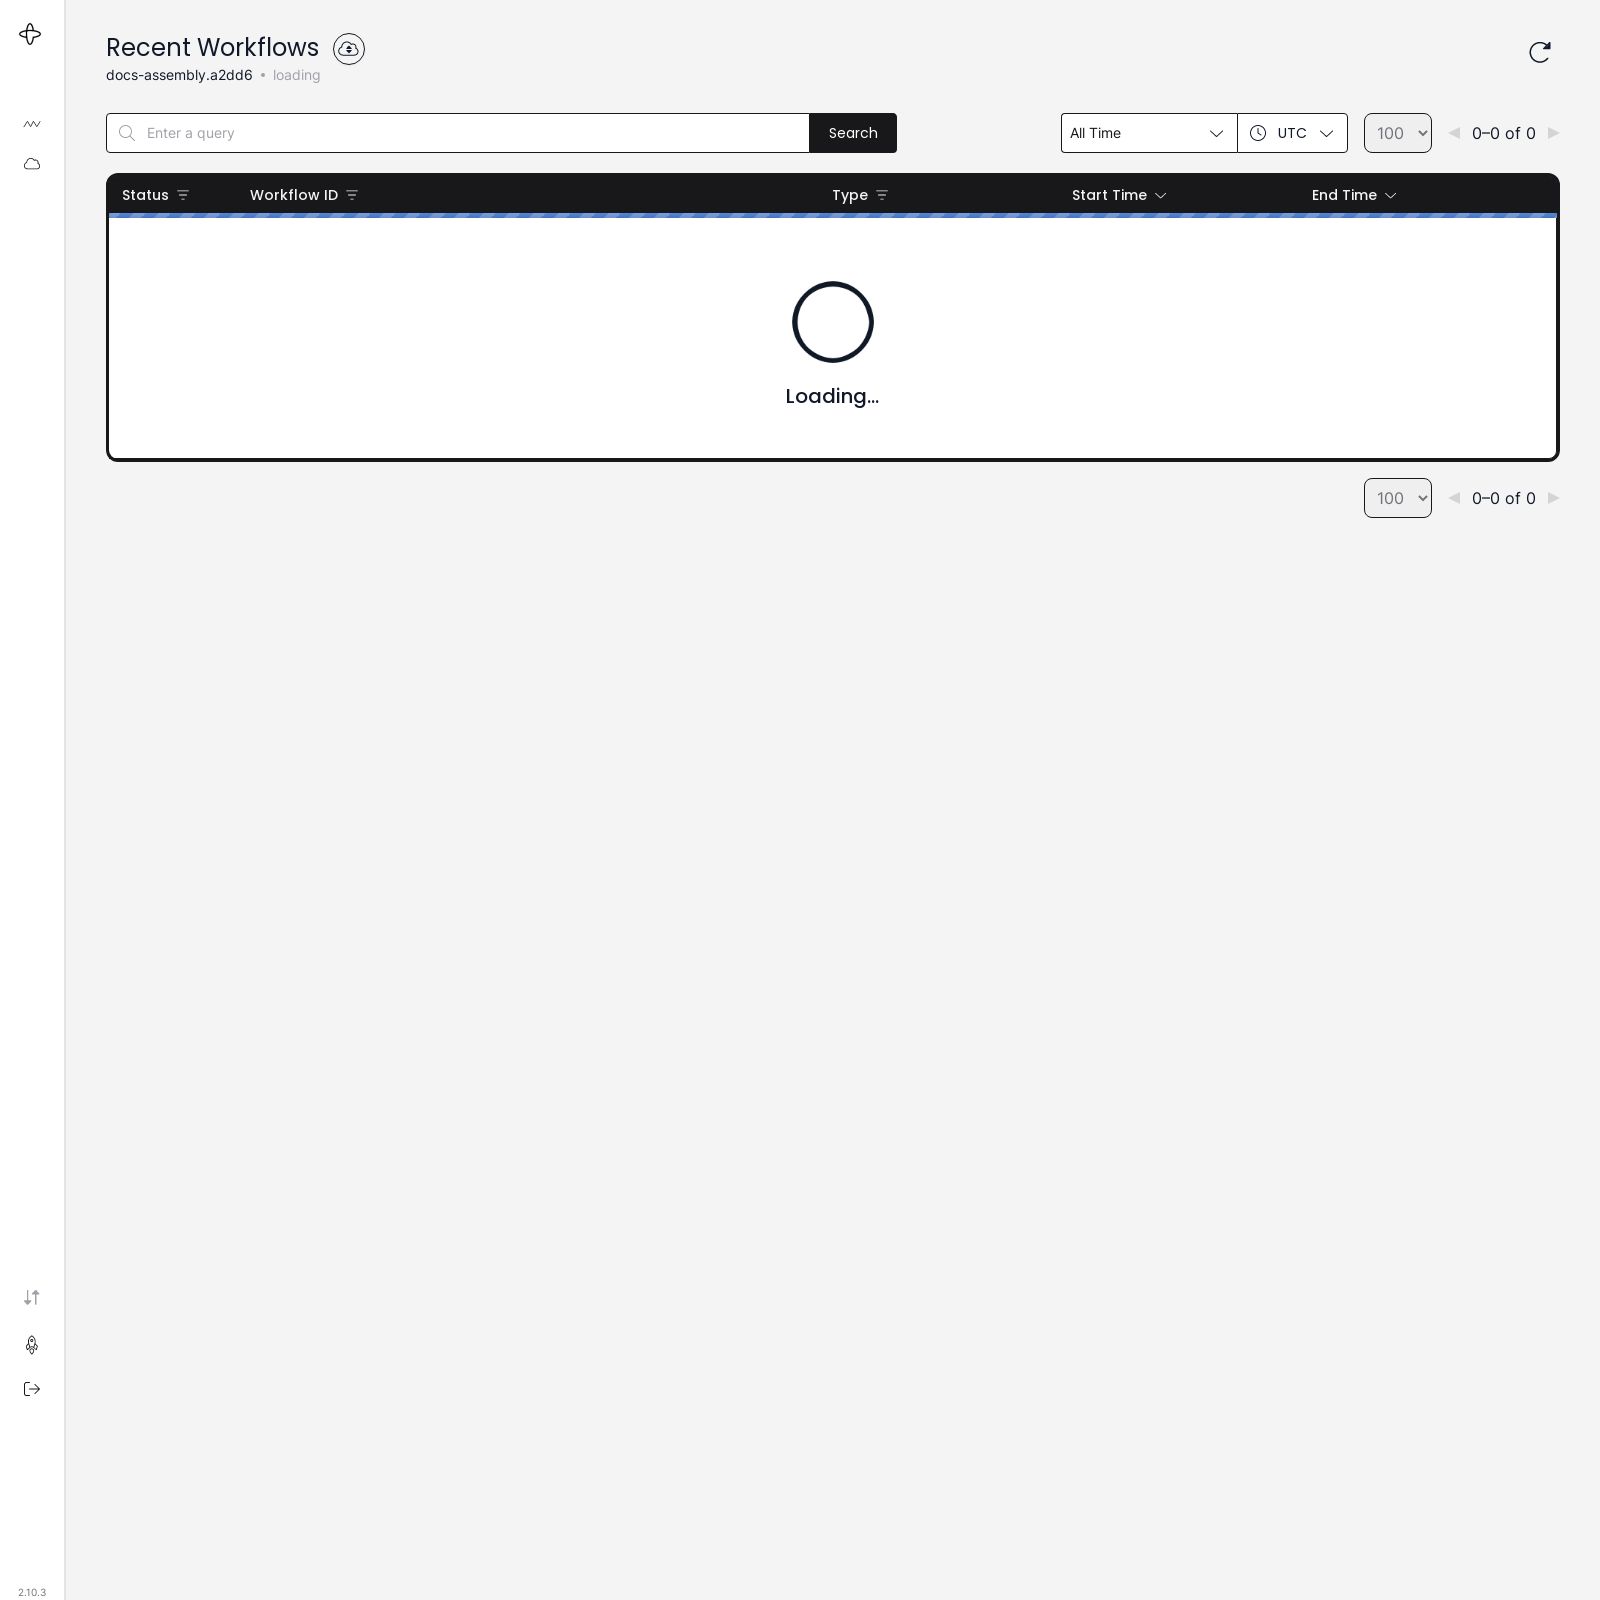 Recent Workflows
docs-assembly.a2dd6 • loading
Enter a query Search All Time UTC 100 0–0 of 0
Status Workflow ID Type Start Time End Time
Loading...
100 0–0 of 0
2.10.3